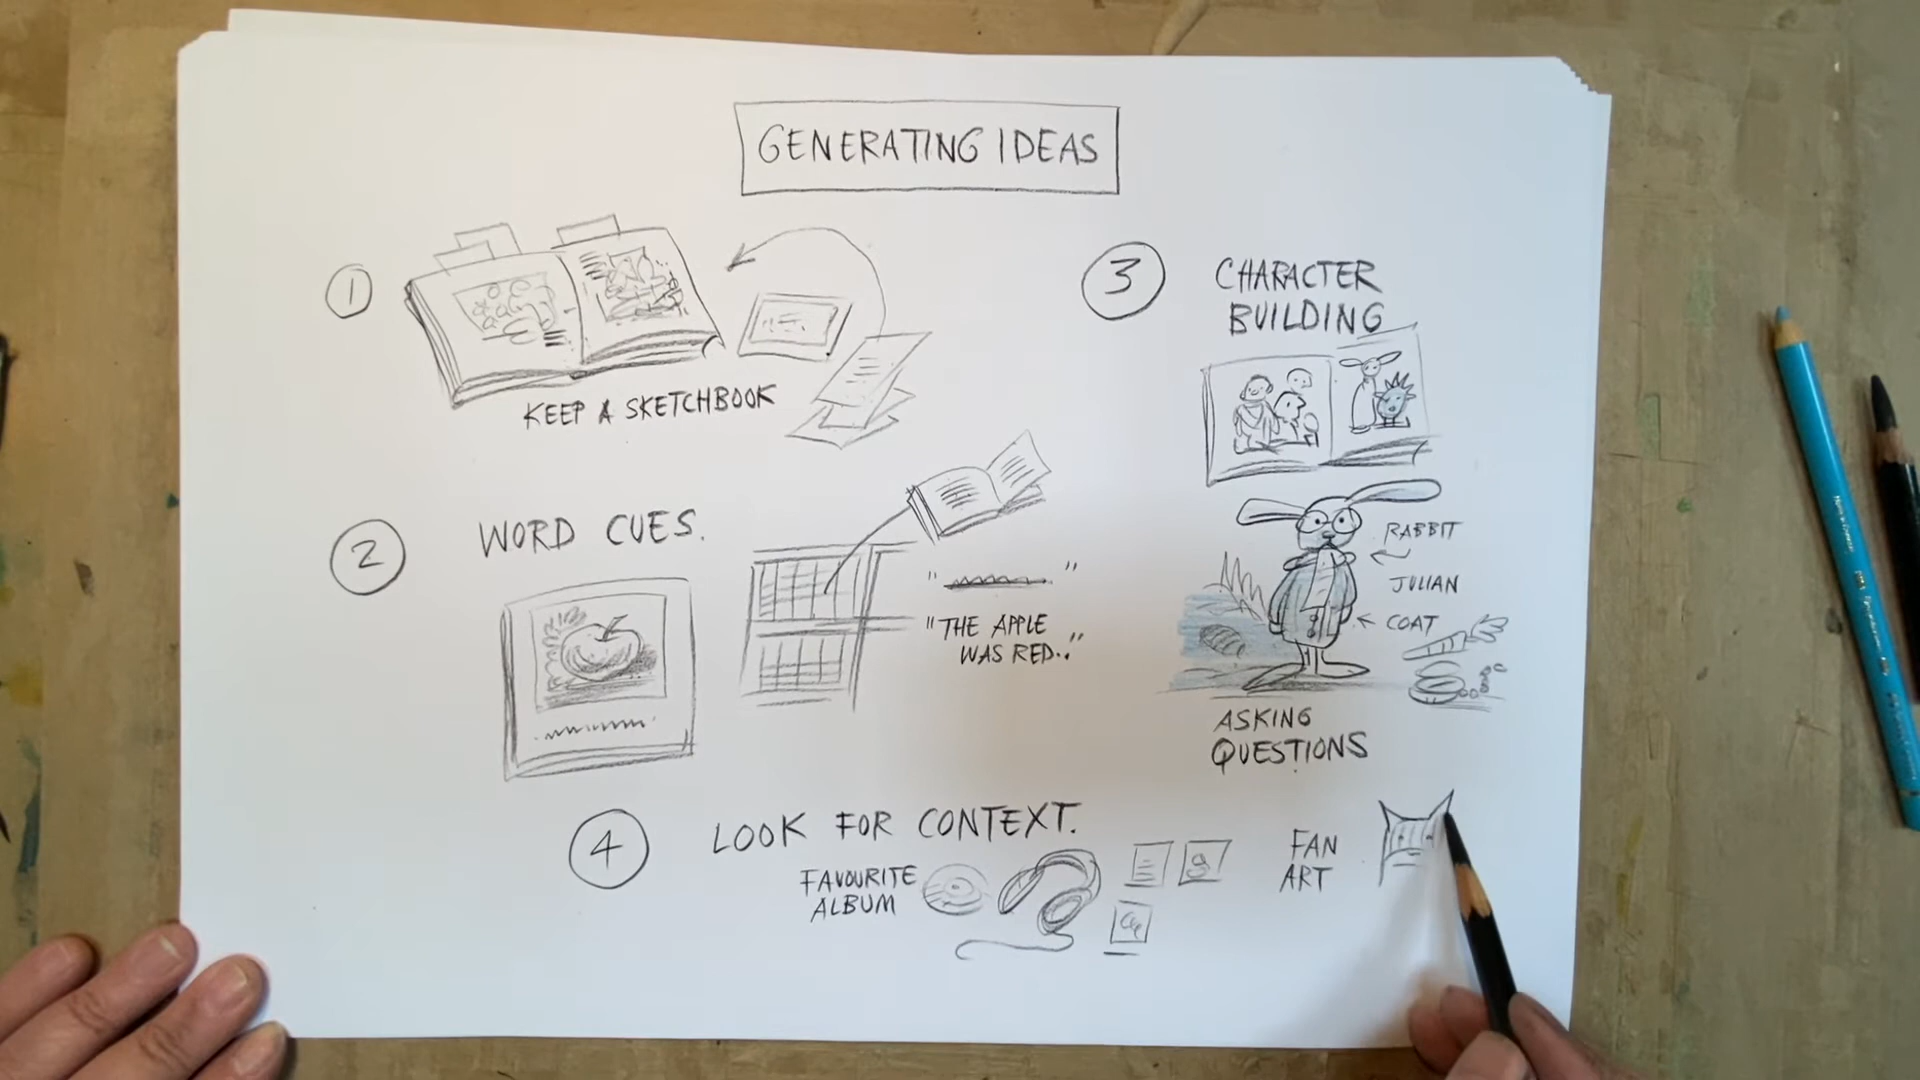 GENERATING IDEAS
1
KEEP A SKETCHBOOK
2
WORD CUES.
"THE APPLE
WAS RED.."
3
CHARACTER
BUILDING
RABBIT
JULIAN
COAT
ASKING
QUESTIONS
4
LOOK FOR CONTEXT.
FAVOURITE
ALBUM
FAN
ART